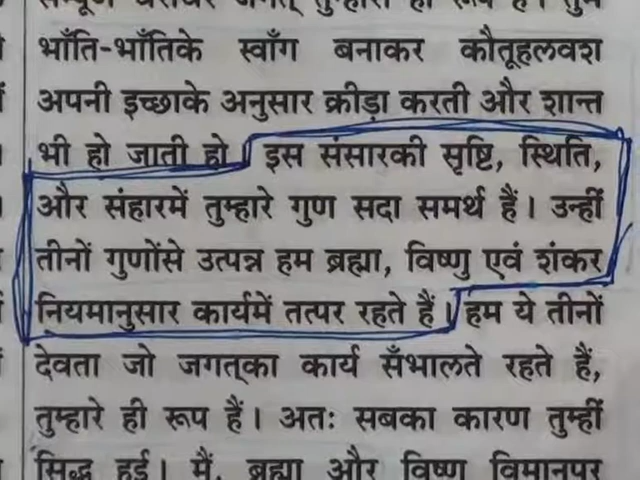 भाँति-भाँतिके स्वाँग बनाकर कौतूहलवश
अपनी इच्छाके अनुसार क्रीड़ा करती और शान्त
भी हो जाती हो। इस संसारकी सृष्टि, स्थिति,
और संहारमें तुम्हारे गुण सदा समर्थ हैं। उन्हीं
तीनों गुणोंसे उत्पन्न हम ब्रह्मा, विष्णु एवं शंकर
नियमानुसार कार्यमें तत्पर रहते हैं। हम ये तीनों
देवता जो जगत्‌का कार्य सँभालते रहते हैं,
तुम्हारे ही रूप हैं। अतः सबका कारण तुम्हीं
सिद्ध हुई। मैं, ब्रह्मा और विष्णु विमानपर